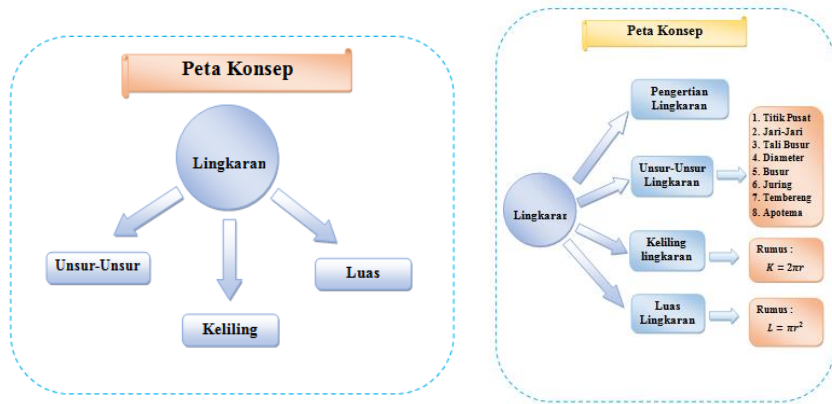 Peta Konsep
Lingkaran
Unsur-Unsur
Luas
Keliling
Peta Konsep
Pengertian
Lingkaran
Unsur-Unsur
Lingkaran
1. Titik Pusat
2. Jari-Jari
3. Tali Busur
4. Diameter
5. Busur
6. Juring
7. Tembereng
8. Apotema
Lingkaran
Keliling
lingkaran
Rumus :
K = 2πr
Luas
Lingkaran
Rumus :
L = πr²